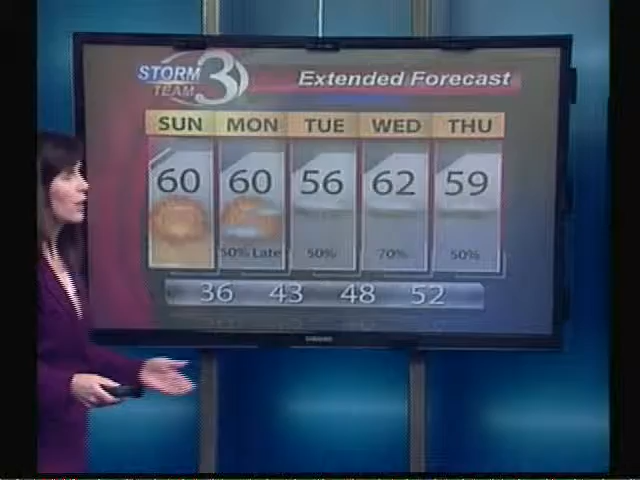 STORM
TEAM 3
Extended Forecast
SUN MON TUE WED THU
60 60 56 62 59
50% Late 50% 70% 50%
36 43 48 52
SAMSUNG